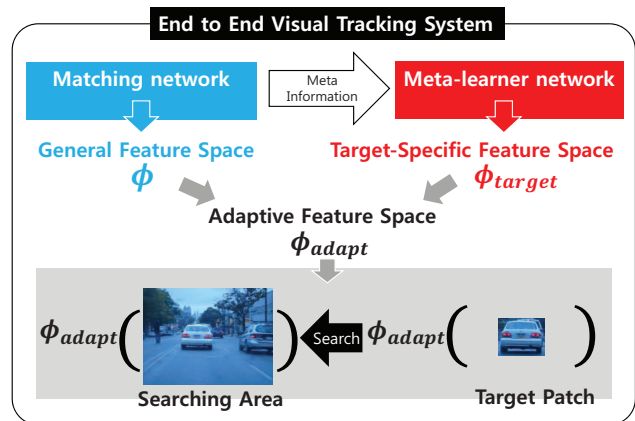 End to End Visual Tracking System
Matching network
Meta
Information
Meta-learner network
General Feature Space
ϕ
Target-Specific Feature Space
ϕtarget
Adaptive Feature Space
ϕadapt
ϕadapt( ) Search ϕadapt( )
Searching Area
Target Patch